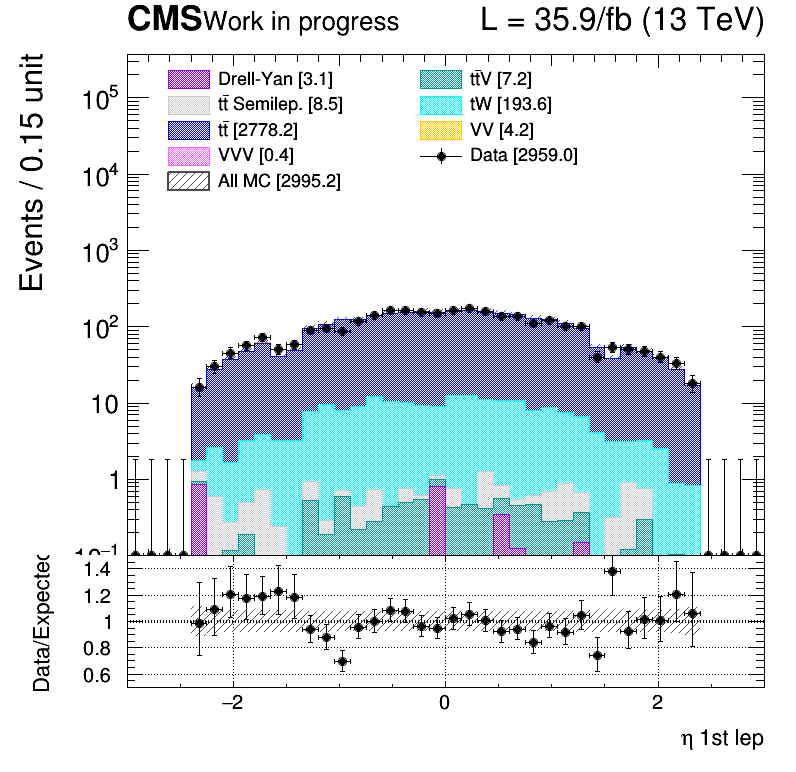 CMS Work in progress L = 35.9/fb (13 TeV)
Drell-Yan [3.1]
tt̄ Semilep. [8.5]
tt̄ [2778.2]
VVV [0.4]
All MC [2995.2]
tt̄V [7.2]
tW [193.6]
VV [4.2]
Data [2959.0]
Events / 0.15 unit
10⁵
10⁴
10³
10²
10
1
10⁻¹
Data/Expected
1.4
1.2
1
0.8
0.6
−2 0 2
η 1st lep